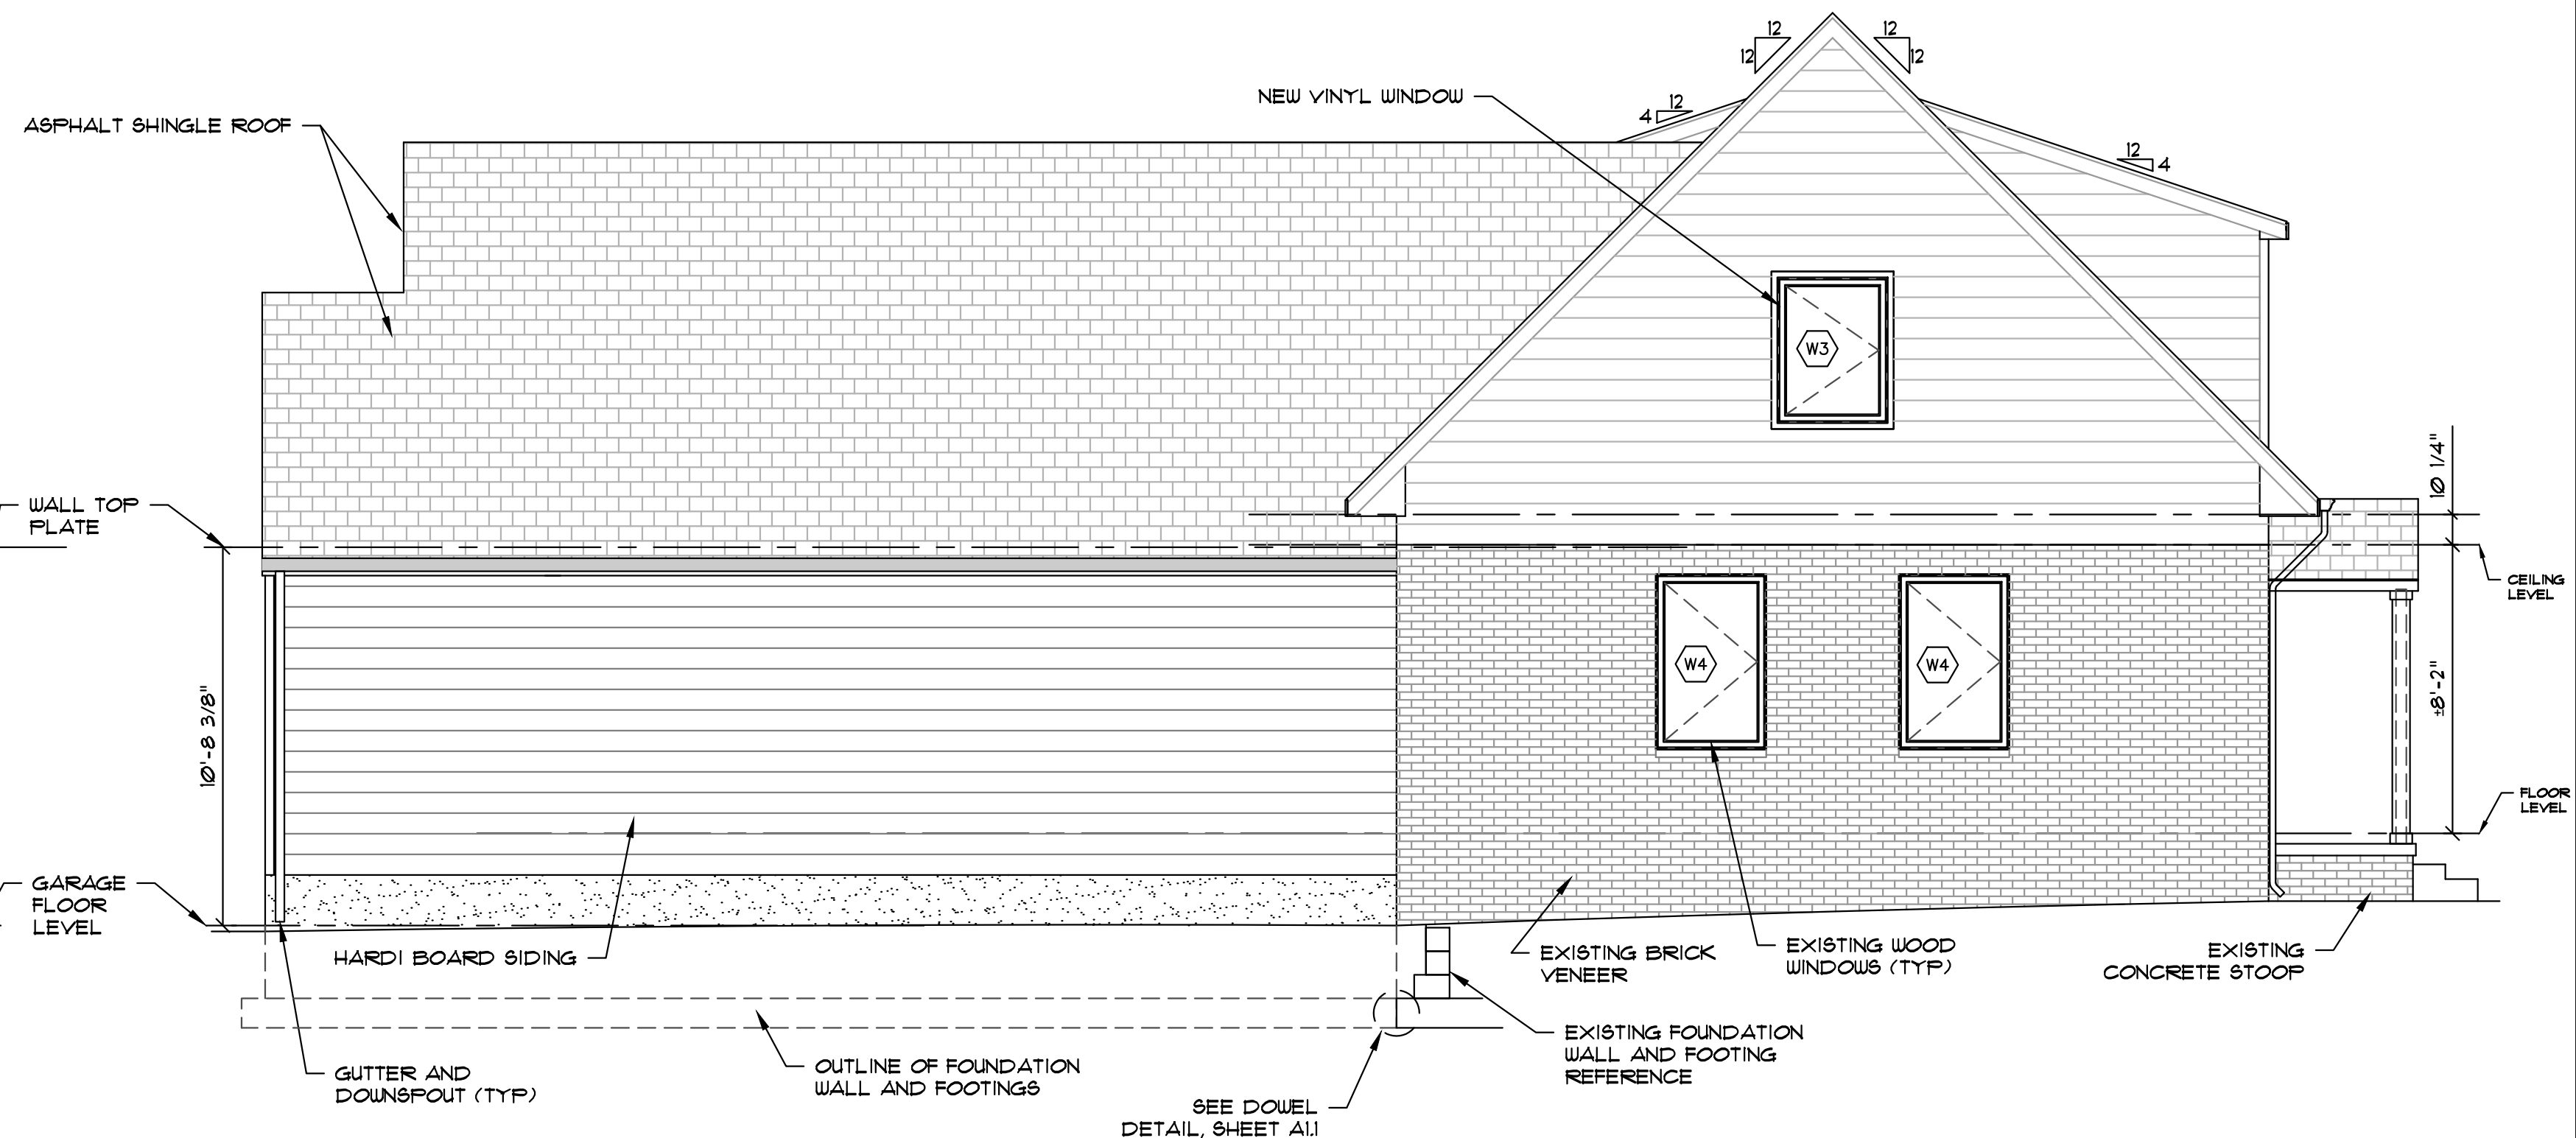 12
12
12
12
NEW VINYL WINDOW
12
4
ASPHALT SHINGLE ROOF
12
4
W3
10 1/4"
WALL TOP
PLATE
CEILING
LEVEL
W4
W4
10'-8 3/8"
±8'-2"
FLOOR
LEVEL
GARAGE
FLOOR
LEVEL
HARDI BOARD SIDING
EXISTING BRICK
VENEER
EXISTING WOOD
WINDOWS (TYP)
EXISTING
CONCRETE STOOP
EXISTING FOUNDATION
WALL AND FOOTING
REFERENCE
OUTLINE OF FOUNDATION
WALL AND FOOTINGS
GUTTER AND
DOWNSPOUT (TYP)
SEE DOWEL
DETAIL, SHEET A1.1